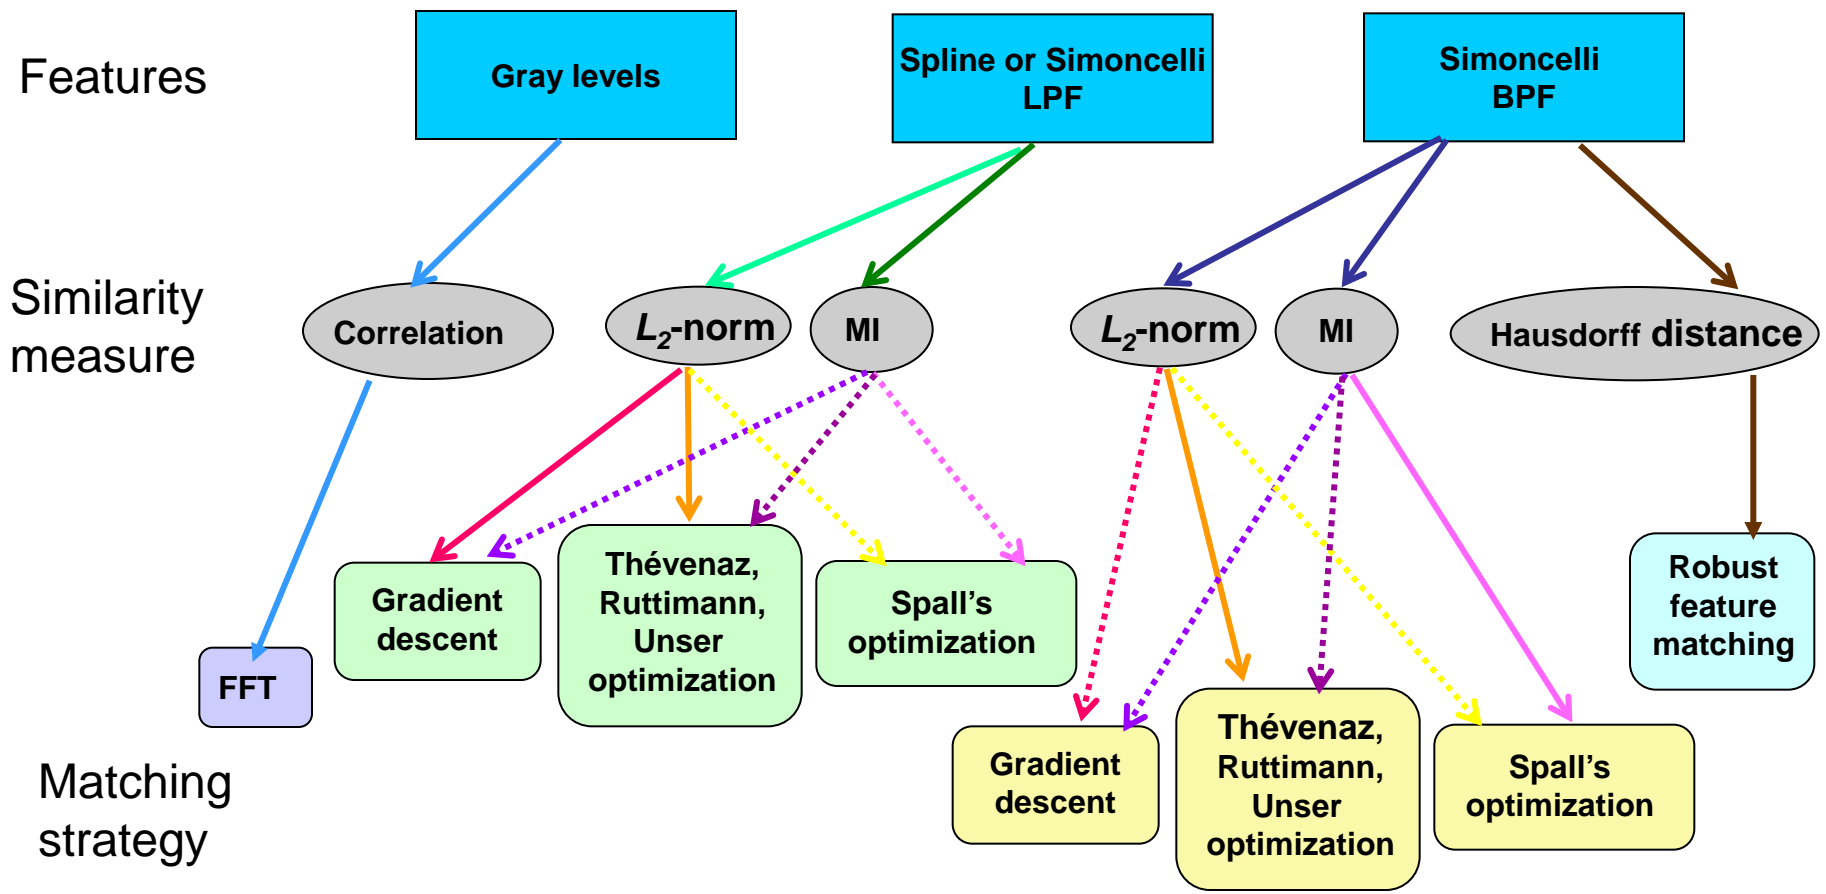 Features
Gray levels
Spline or Simoncelli
LPF
Simoncelli
BPF
Similarity
measure
Correlation
L2-norm
MI
L2-norm
MI
Hausdorff distance
Gradient
descent
Thévenaz,
Ruttimann,
Unser
optimization
Spall’s
optimization
Robust
feature
matching
FFT
Matching
strategy
Gradient
descent
Thévenaz,
Ruttimann,
Unser
optimization
Spall’s
optimization